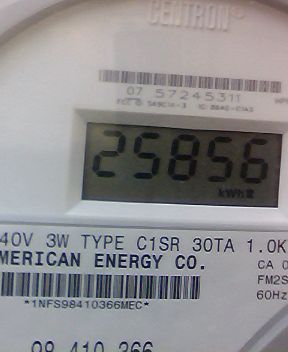 CENTRON®
07 57245311
25856
kWh
40V 3W TYPE C1SR 30TA 1.0K
MERICAN ENERGY CO.
CA 0
FM2S
60Hz
*1NFS98410366MEC*
98 410 366